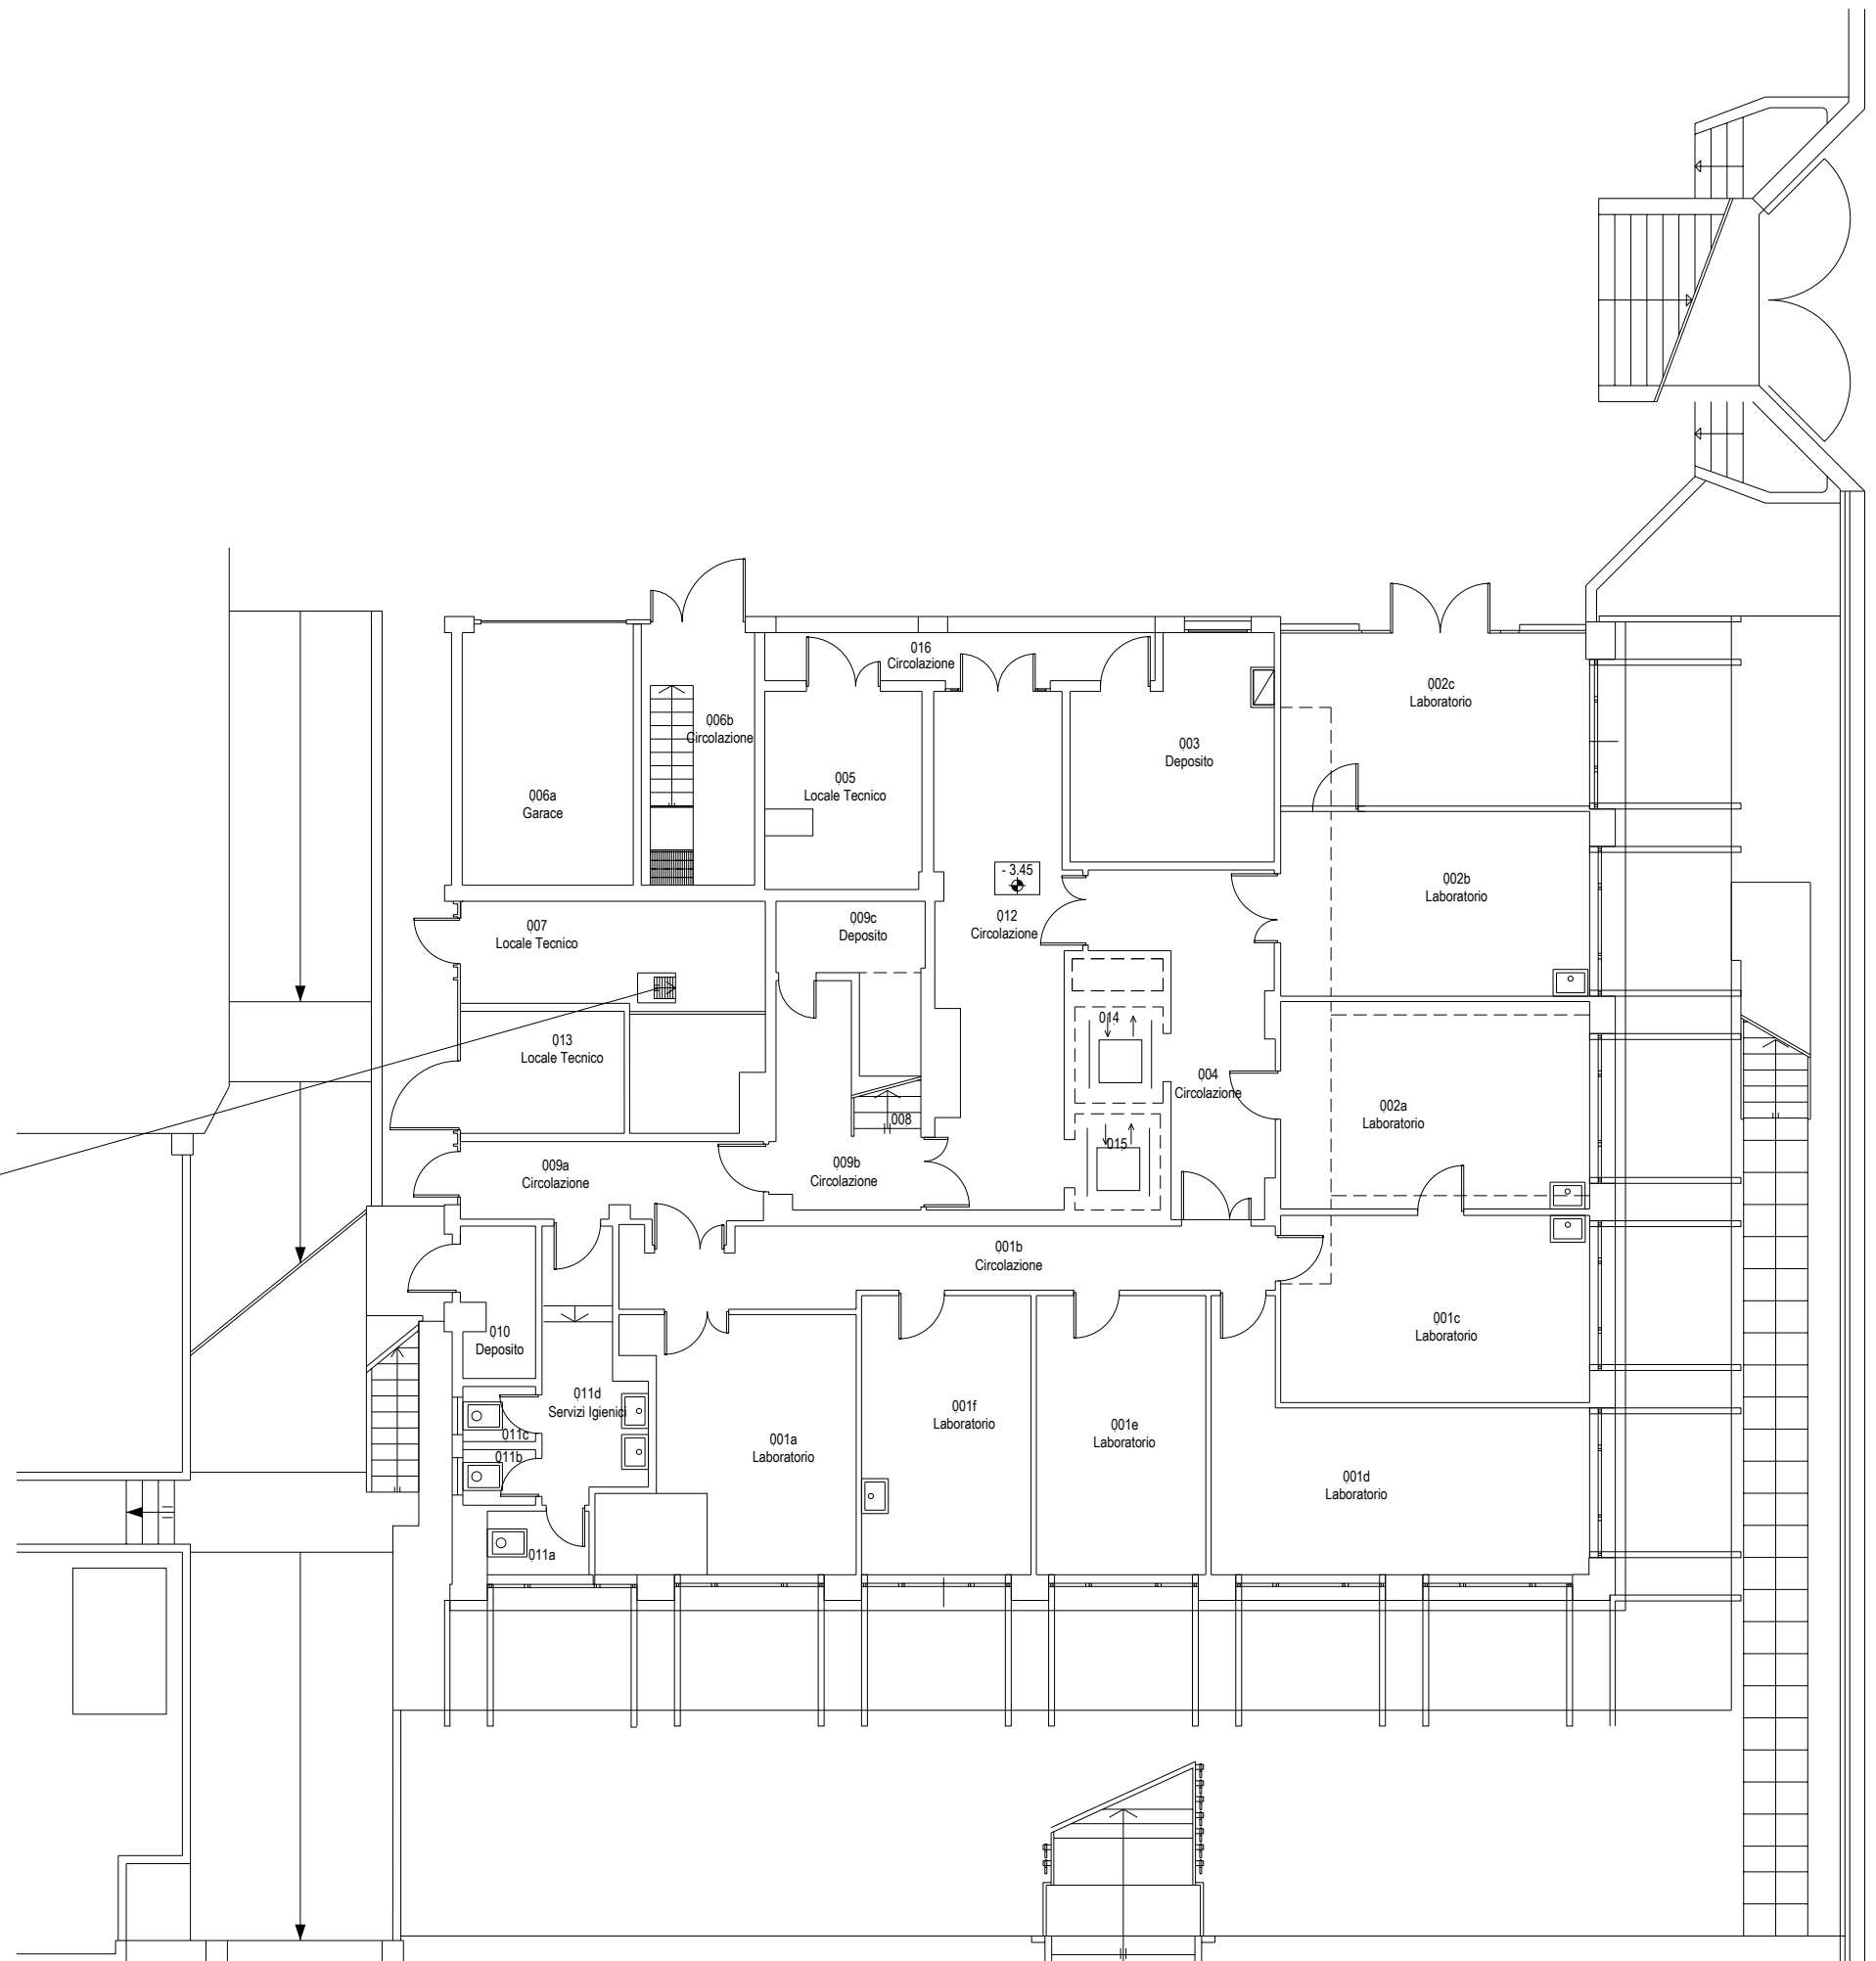 016
Circolazione
002c
Laboratorio
006b
Circolazione
003
Deposito
005
Locale Tecnico
006a
Garace
- 3.45
002b
Laboratorio
009c
Deposito
012
Circolazione
007
Locale Tecnico
014
013
Locale Tecnico
004
Circolazione
002a
Laboratorio
008
015
009a
Circolazione
009b
Circolazione
001b
Circolazione
010
Deposito
001c
Laboratorio
011d
Servizi Igienici
001f
Laboratorio
001e
Laboratorio
011c
001a
Laboratorio
011b
001d
Laboratorio
011a